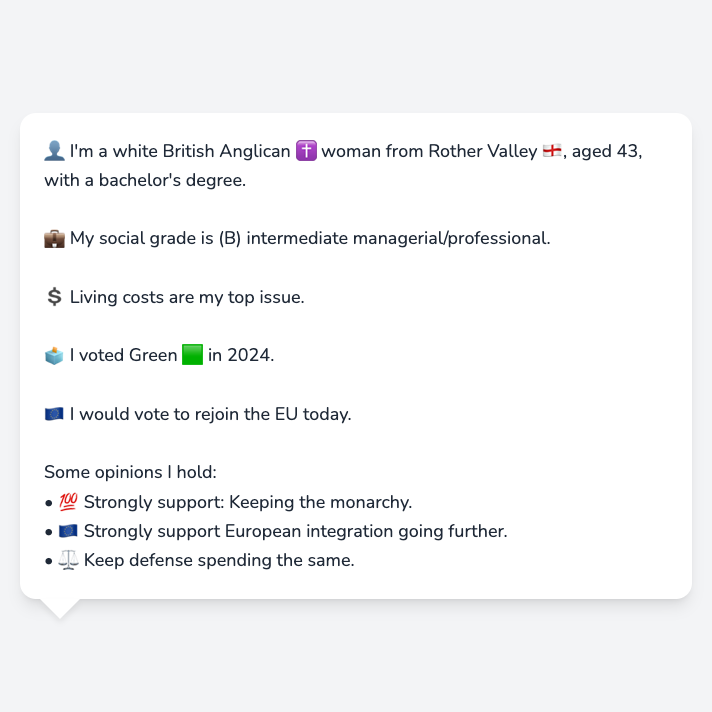 👤 I'm a white British Anglican ✝️ woman from Rother Valley 🏴󠁧󠁢󠁥󠁮󠁧󠁿, aged 43,
with a bachelor's degree.
💼 My social grade is (B) intermediate managerial/professional.
💲 Living costs are my top issue.
🗳️ I voted Green 🟩 in 2024.
🇪🇺 I would vote to rejoin the EU today.
Some opinions I hold:
• 💯 Strongly support: Keeping the monarchy.
• 🇪🇺 Strongly support European integration going further.
• ⚖️ Keep defense spending the same.